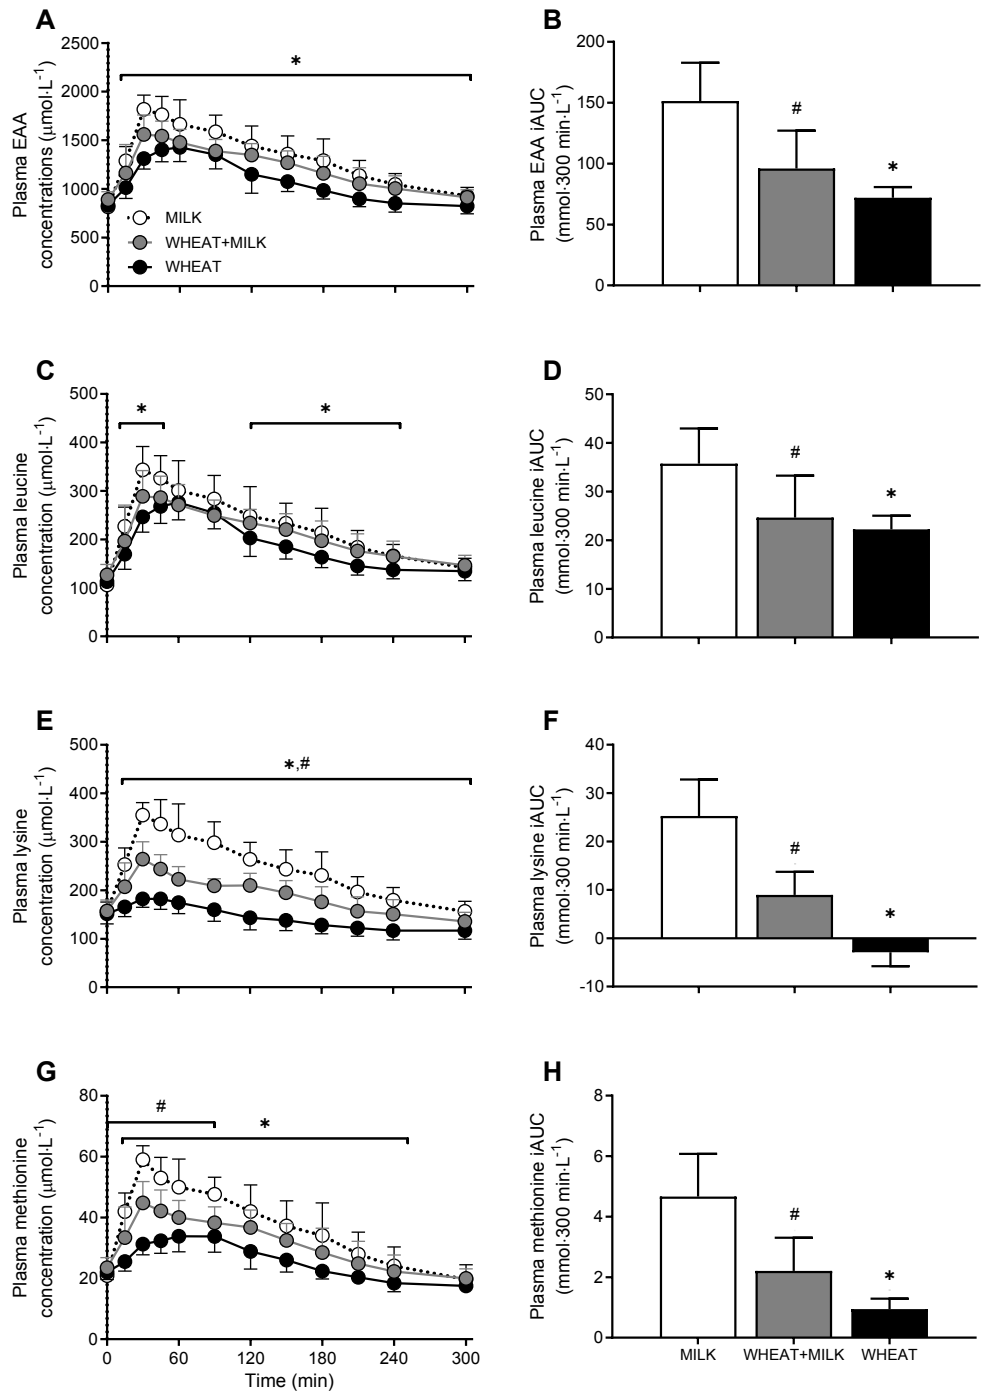 A
Plasma EAA
concentrations (μmol·L⁻¹)
2500
2000
1500
1000
500
0
*
MILK
WHEAT+MILK
WHEAT
B
Plasma EAA iAUC
(mmol·300 min·L⁻¹)
200
150
100
50
0
#
*
C
Plasma leucine
concentration (μmol·L⁻¹)
500
400
300
200
100
0
*
*
D
Plasma leucine iAUC
(mmol·300 min·L⁻¹)
50
40
30
20
10
0
#
*
E
Plasma lysine
concentration (μmol·L⁻¹)
500
400
300
200
100
0
*,#
F
Plasma lysine iAUC
(mmol·300 min·L⁻¹)
40
30
20
10
0
-10
#
*
G
Plasma methionine
concentration (μmol·L⁻¹)
80
60
40
20
0
#
*
0 60 120 180 240 300
Time (min)
H
Plasma methionine iAUC
(mmol·300 min·L⁻¹)
8
6
4
2
0
#
*
MILK WHEAT+MILK WHEAT